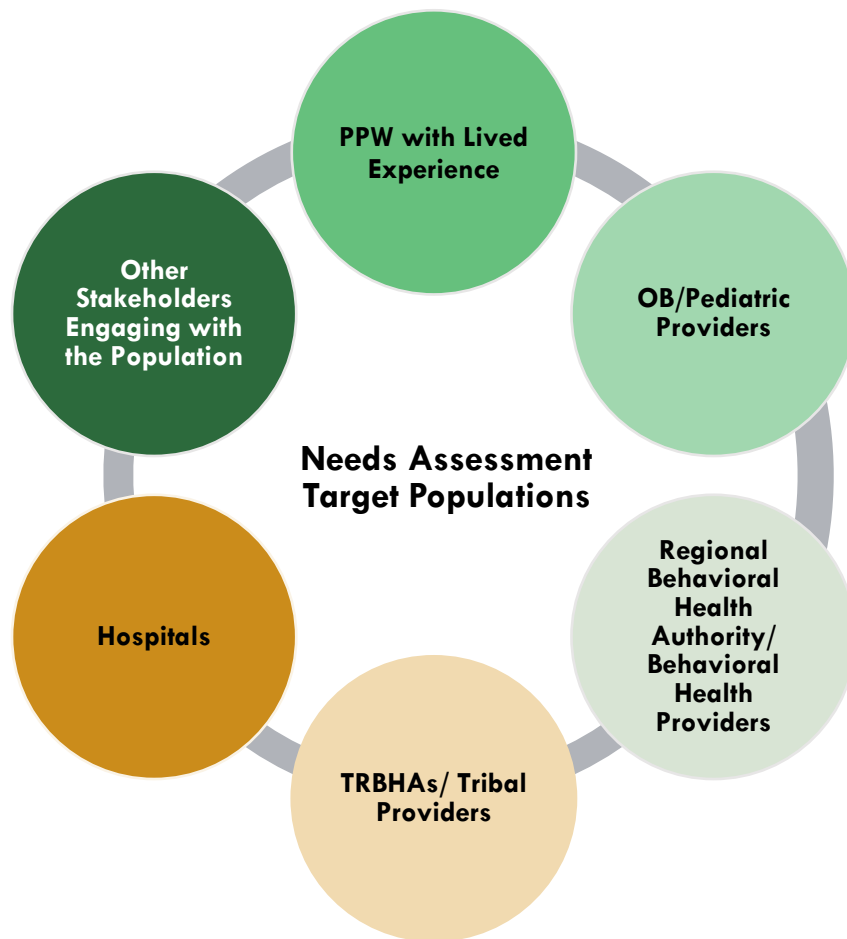 PPW with Lived
Experience
OB/Pediatric
Providers
Regional
Behavioral
Health
Authority/
Behavioral
Health
Providers
TRBHAs/ Tribal
Providers
Hospitals
Other
Stakeholders
Engaging with
the Population
Needs Assessment
Target Populations